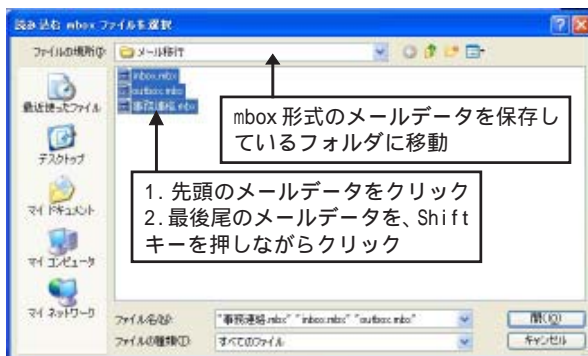 読み込む mbox ファイルを選択
ファイルの場所(I):
メール移行
inbox.mbx
outbox.mbx
事務連絡.mbx
最近使ったファイル
デスクトップ
マイ ドキュメント
マイ コンピュータ
マイ ネットワーク
mbox 形式のメールデータを保存し
ているフォルダに移動
1. 先頭のメールデータをクリック
2. 最後尾のメールデータを、Shift
キーを押しながらクリック
ファイル名(N):
"事務連絡.mbx" "inbox.mbx" "outbox.mbx"
開く(O)
ファイルの種類(T):
すべてのファイル
キャンセル